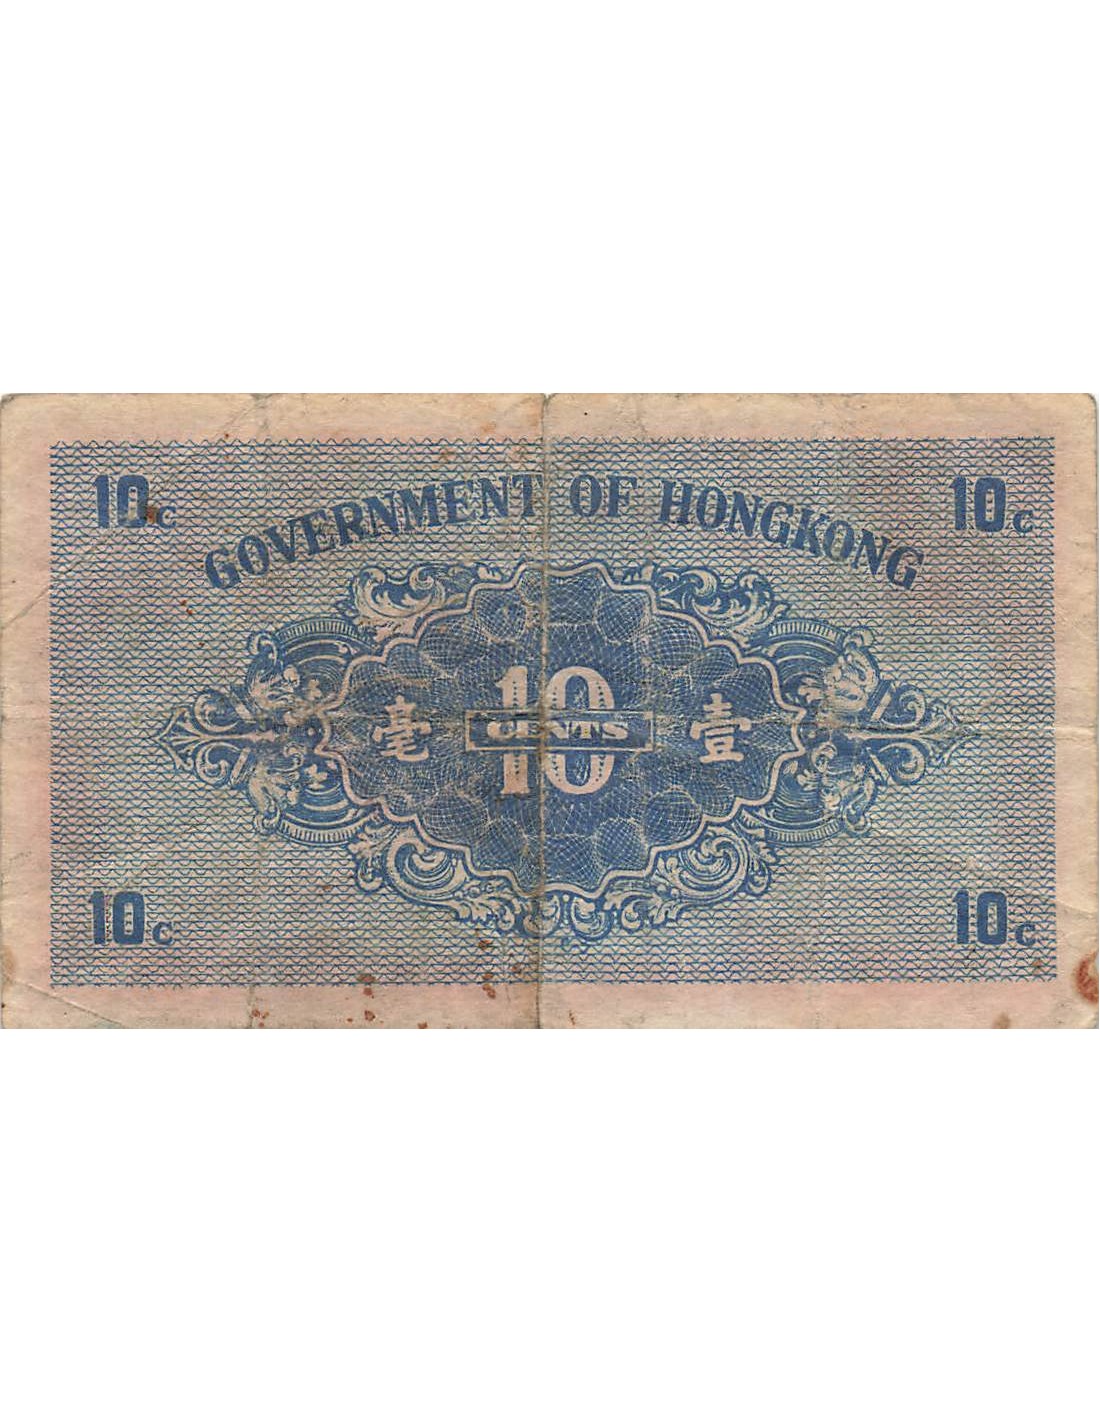 10c
GOVERNMENT OF HONGKONG
10c
毫
10
CENTS
壹
10c
10c